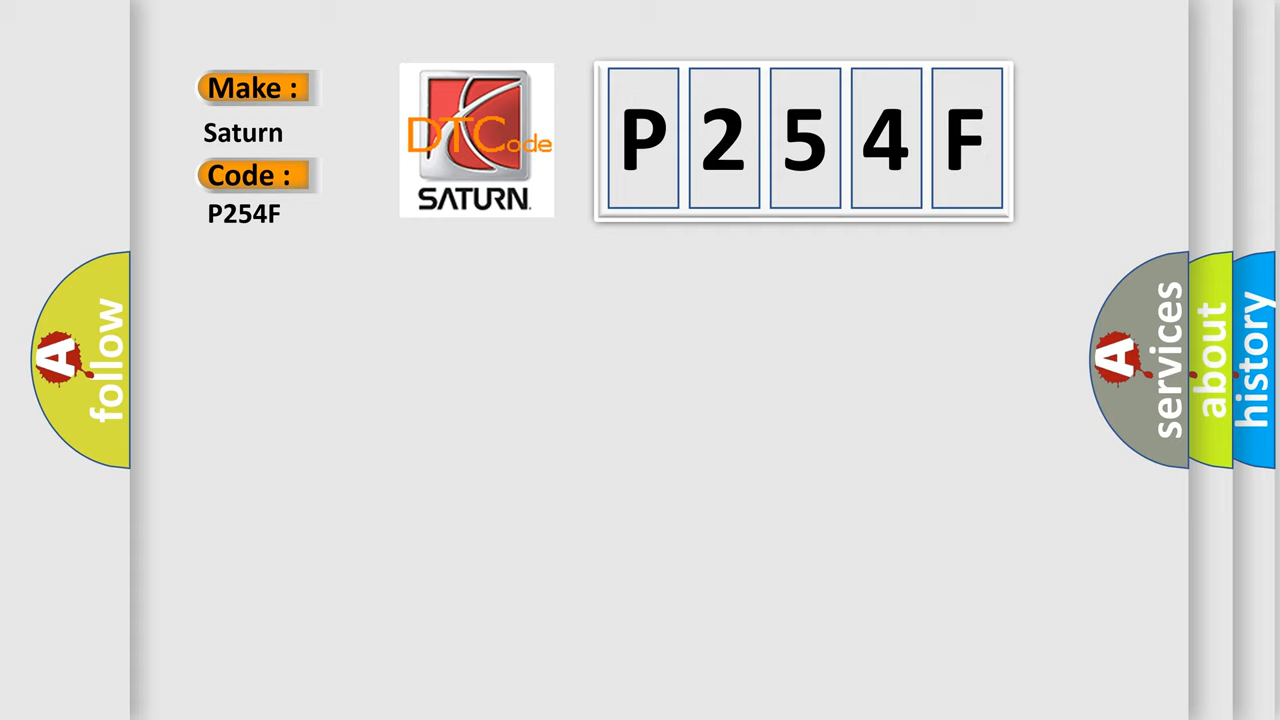 Make :
Saturn
Code :
P254F
DTCode
SATURN
P 2 5 4 F
A
follow
A
services
about
history